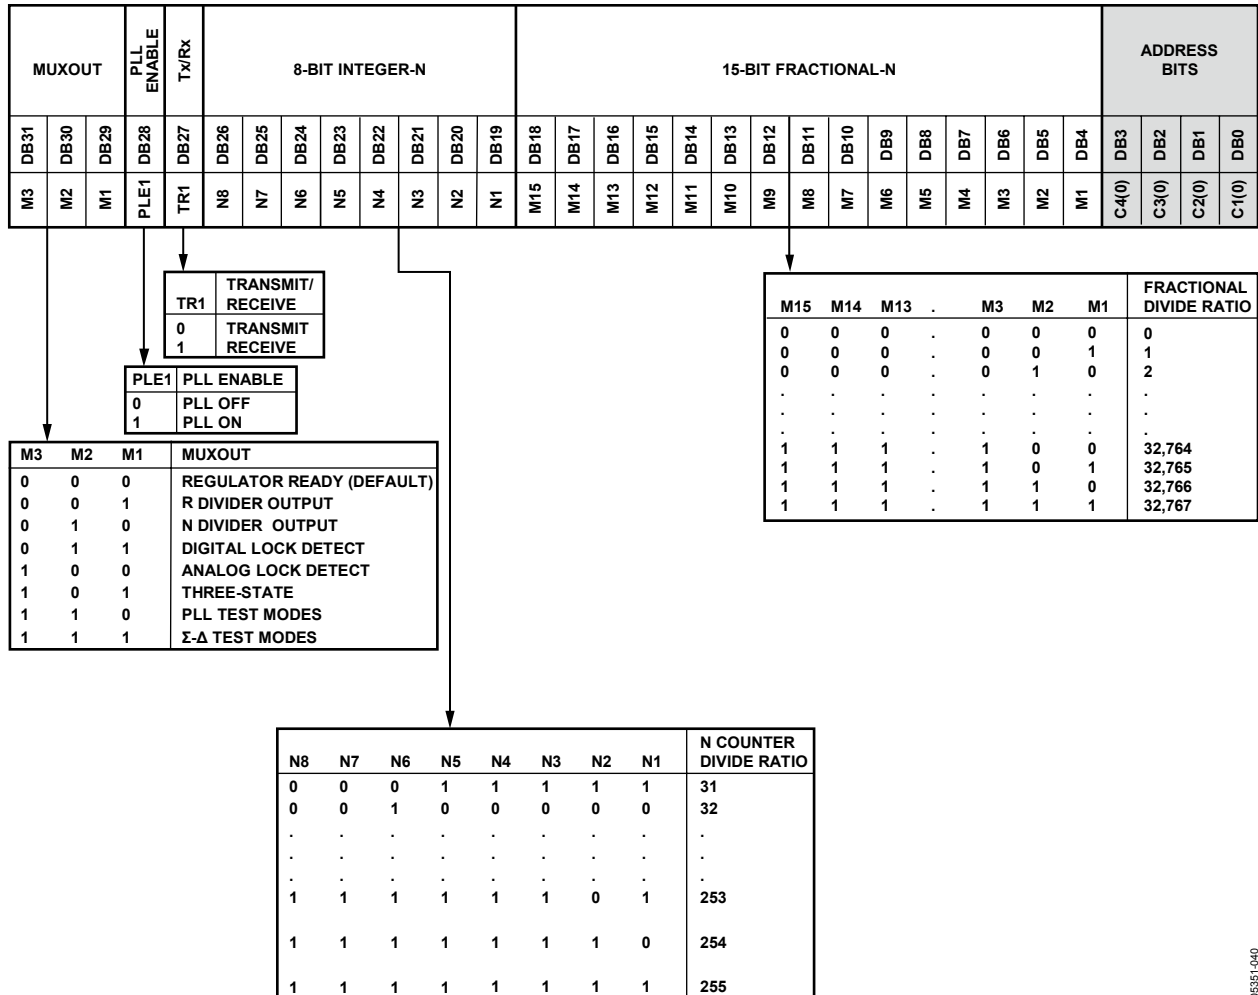 MUXOUT PLL ENABLE Tx/Rx 8-BIT INTEGER-N 15-BIT FRACTIONAL-N ADDRESS BITS
DB31 DB30 DB29 DB28 DB27 DB26 DB25 DB24 DB23 DB22 DB21 DB20 DB19 DB18 DB17 DB16 DB15 DB14 DB13 DB12 DB11 DB10 DB9 DB8 DB7 DB6 DB5 DB4 DB3 DB2 DB1 DB0
M3 M2 M1 PLE1 TR1 N8 N7 N6 N5 N4 N3 N2 N1 M15 M14 M13 M12 M11 M10 M9 M8 M7 M6 M5 M4 M3 M2 M1 C4(0) C3(0) C2(0) C1(0)
TR1 TRANSMIT/ RECEIVE
0 TRANSMIT
1 RECEIVE
PLE1 PLL ENABLE
0 PLL OFF
1 PLL ON
M3 M2 M1 MUXOUT
0 0 0 REGULATOR READY (DEFAULT)
0 0 1 R DIVIDER OUTPUT
0 1 0 N DIVIDER OUTPUT
0 1 1 DIGITAL LOCK DETECT
1 0 0 ANALOG LOCK DETECT
1 0 1 THREE-STATE
1 1 0 PLL TEST MODES
1 1 1 Σ-Δ TEST MODES
M15 M14 M13 . M3 M2 M1 FRACTIONAL DIVIDE RATIO
0 0 0 . 0 0 0 0
0 0 0 . 0 0 1 1
0 0 0 . 0 1 0 2
. . . . . . . .
. . . . . . . .
. . . . . . . .
1 1 1 . 1 0 0 32,764
1 1 1 . 1 0 1 32,765
1 1 1 . 1 1 0 32,766
1 1 1 . 1 1 1 32,767
N8 N7 N6 N5 N4 N3 N2 N1 N COUNTER DIVIDE RATIO
0 0 0 1 1 1 1 1 31
0 0 1 0 0 0 0 0 32
. . . . . . . . .
. . . . . . . . .
. . . . . . . . .
1 1 1 1 1 1 0 1 253
1 1 1 1 1 1 1 0 254
1 1 1 1 1 1 1 1 255
05351-040